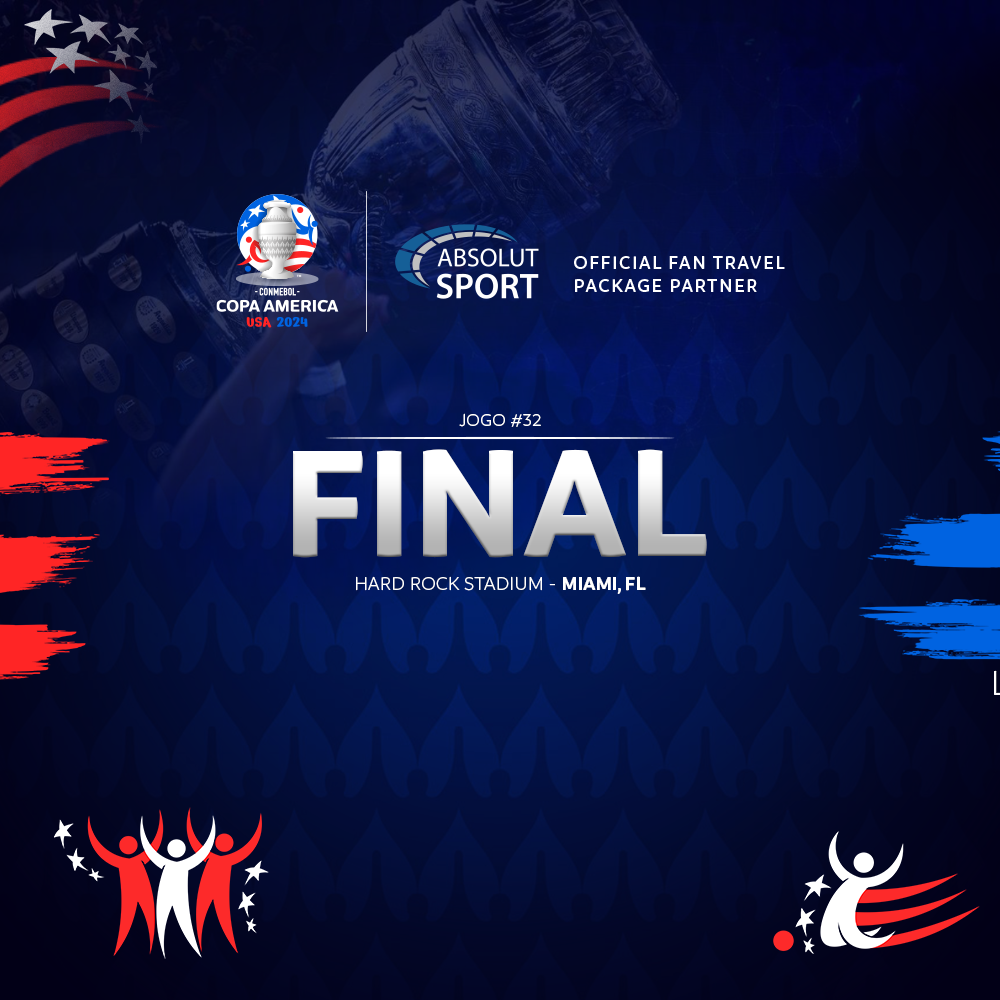 - CONMEBOL -
COPA AMERICA
USA 2024
ABSOLUT
SPORT
OFFICIAL FAN TRAVEL
PACKAGE PARTNER
JOGO #32
FINAL
HARD ROCK STADIUM - MIAMI, FL
L